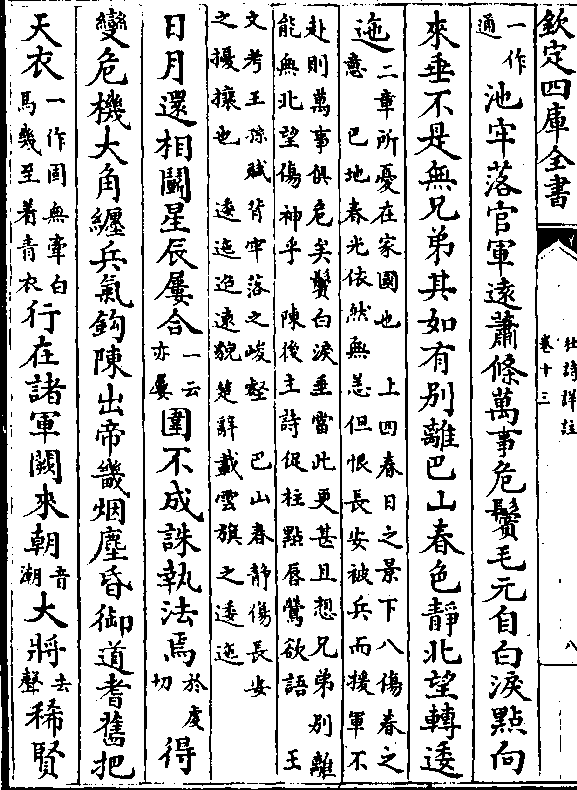 欽定四庫全書
杜詩詳註
卷十三
八
一作通池牢落官軍逺蕭條萬事危鬢毛元自白淚點向
來垂不是無兄弟其如有别離巴山春色靜北望轉逶
迤二章所憂在家國也 上四春日之景下八傷春之
意 巴地春光依然無恙但恨長安被兵而援軍不
赴則萬事俱危矣鬢白淚垂當此更甚且想兄弟别離
能無北望傷神乎 陳後主詩促柱點唇鶯欲語 王
文考王孫賦背牢落之峻壑 巴山春靜傷長安
之擾攘也 逶迤迤逺貌楚辭載雲旗之逶迤
日月還相鬭星辰屢合一云亦屢圍不成誅執法焉於虔切得
變危機大角纏兵氣鈎陳出帝畿烟塵昏御道耆舊把
天衣一作固無牽白馬幾至着青衣行在諸軍闕來朝音潮大將去聲稀賢